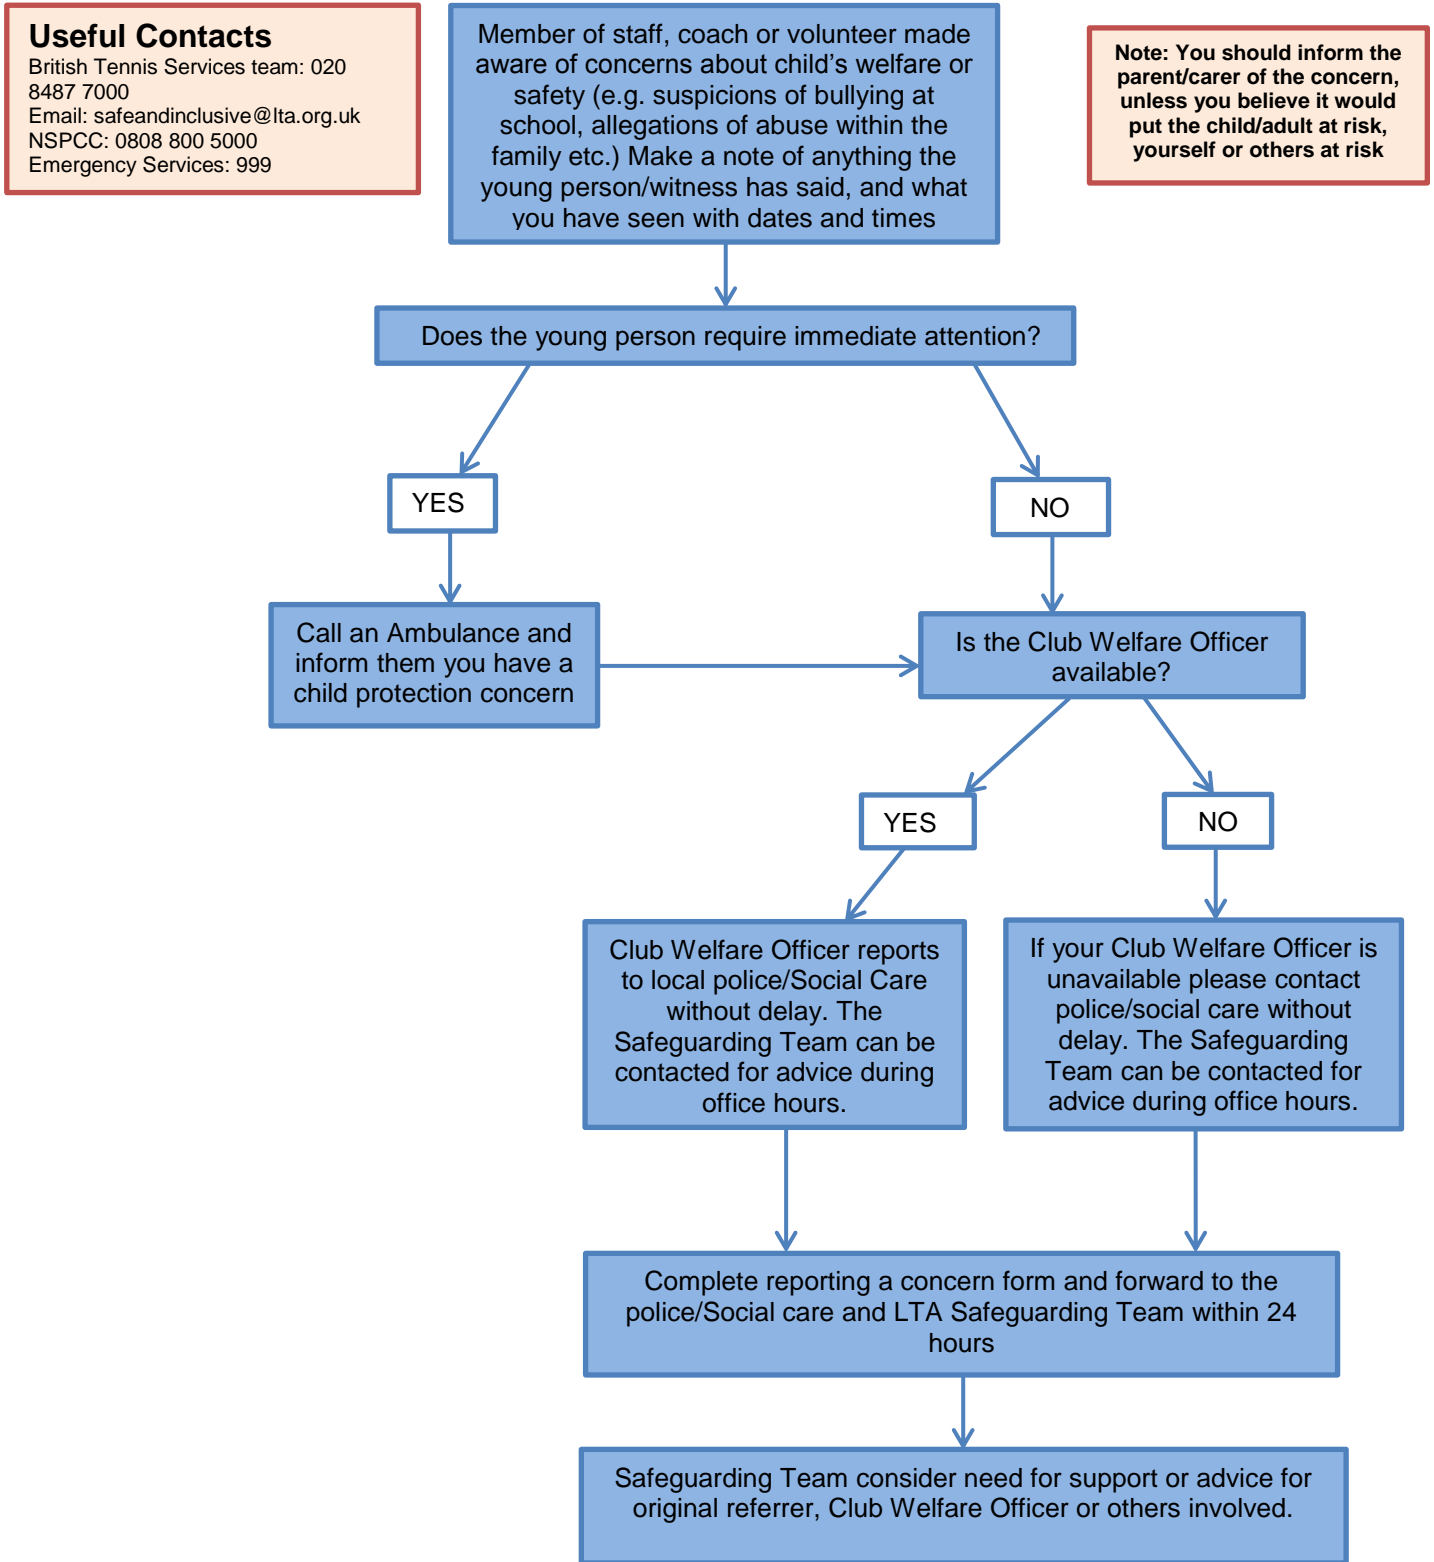 Useful Contacts
British Tennis Services team: 020
8487 7000
Email: safeandinclusive@lta.org.uk
NSPCC: 0808 800 5000
Emergency Services: 999
Member of staff, coach or volunteer made
aware of concerns about child’s welfare or
safety (e.g. suspicions of bullying at
school, allegations of abuse within the
family etc.) Make a note of anything the
young person/witness has said, and what
you have seen with dates and times
Note: You should inform the
parent/carer of the concern,
unless you believe it would
put the child/adult at risk,
yourself or others at risk
Does the young person require immediate attention?
YES
NO
Call an Ambulance and
inform them you have a
child protection concern
Is the Club Welfare Officer
available?
YES
NO
Club Welfare Officer reports
to local police/Social Care
without delay. The
Safeguarding Team can be
contacted for advice during
office hours.
If your Club Welfare Officer is
unavailable please contact
police/social care without
delay. The Safeguarding
Team can be contacted for
advice during office hours.
Complete reporting a concern form and forward to the
police/Social care and LTA Safeguarding Team within 24
hours
Safeguarding Team consider need for support or advice for
original referrer, Club Welfare Officer or others involved.